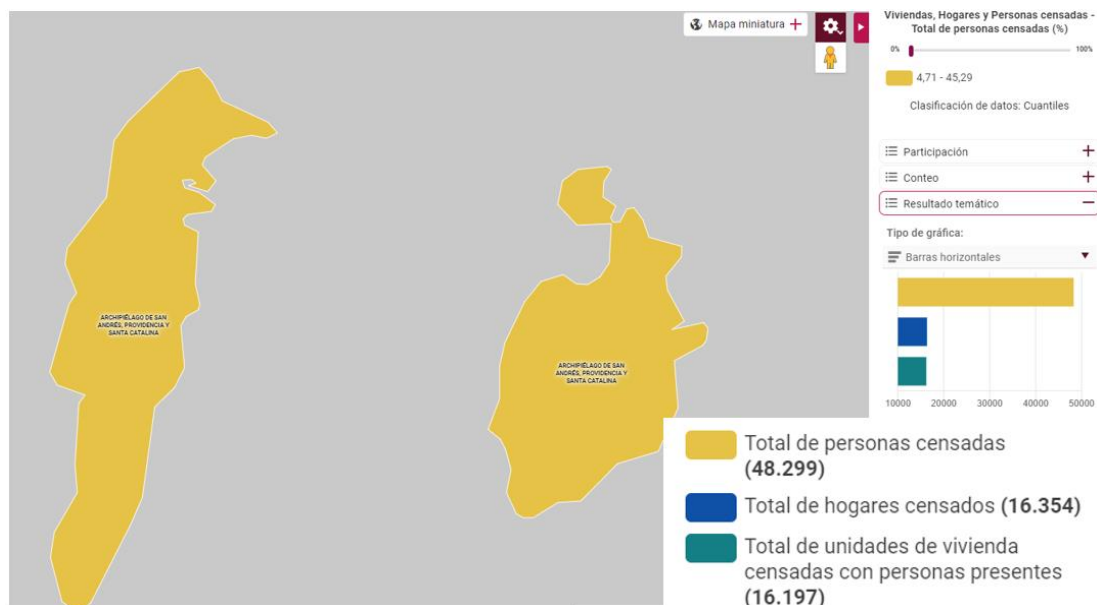 Mapa miniatura
Viviendas, Hogares y Personas censadas -
Total de personas censadas (%)
0%
100%
4,71 - 45,29
Clasificación de datos: Cuantiles
Participación
Conteo
Resultado temático
Tipo de gráfica:
Barras horizontales
10000 20000 30000 40000 50000
Total de personas censadas
(48.299)
Total de hogares censados (16.354)
Total de unidades de vivienda
censadas con personas presentes
(16.197)
ARCHIPIÉLAGO DE SAN
ANDRÉS, PROVIDENCIA Y
SANTA CATALINA
ARCHIPIÉLAGO DE SAN
ANDRÉS, PROVIDENCIA Y
SANTA CATALINA